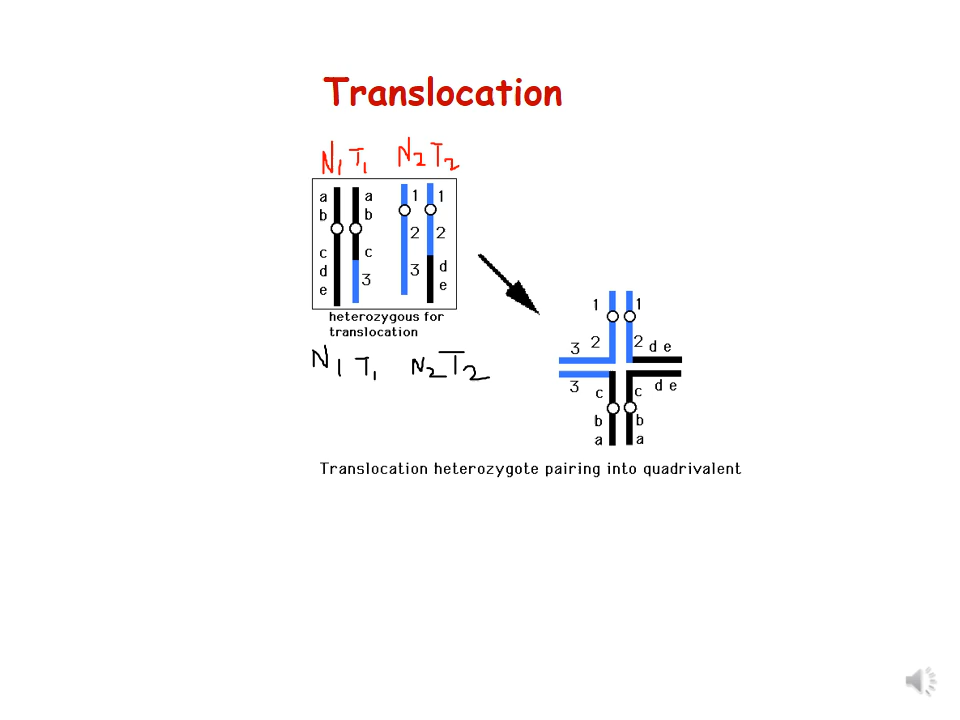 Translocation
N1 T1 N2 T2
a a 1 1
b b
c c 2 2
d 3 3 d
e e
heterozygous for
translocation
N1 T1 N2 T2
1 1
3 2 2 d e
3 c c d e
b b
a a
Translocation heterozygote pairing into quadrivalent